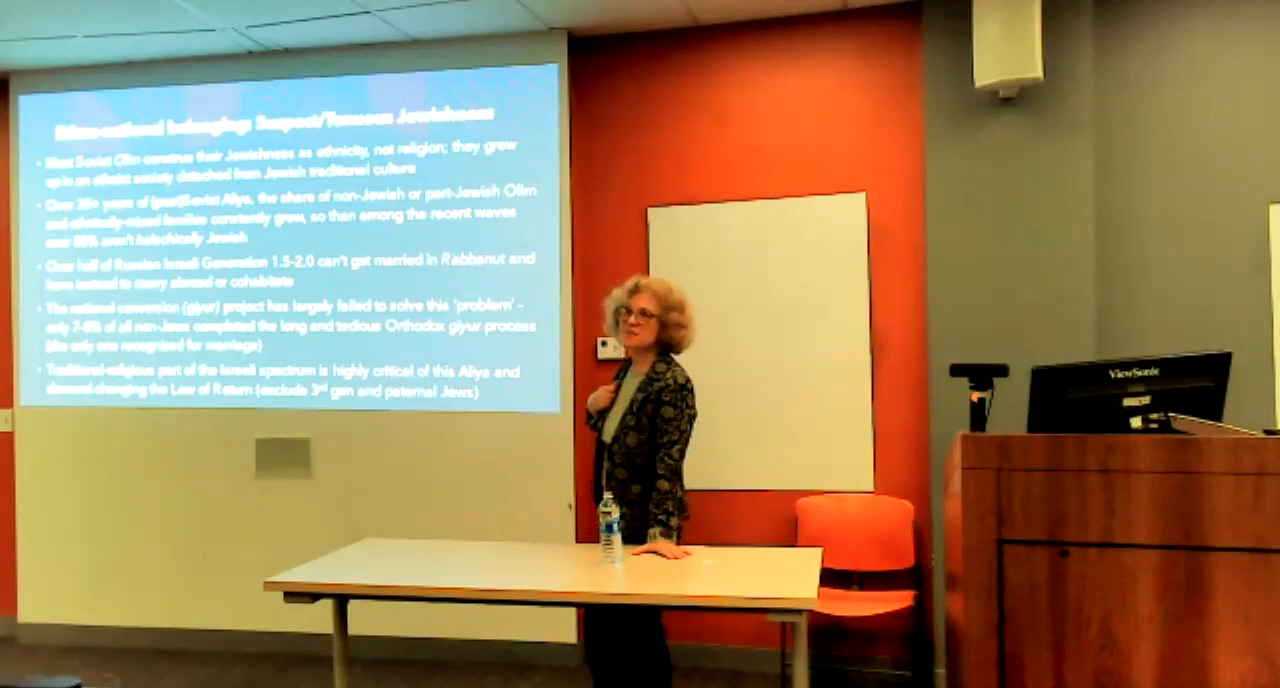 Ethno-national belonging: Suspect/Tenuous Jewishness
• Most Soviet Olim construe their Jewishness as ethnicity, not religion; they grew
up in an atheist society detached from Jewish traditional culture
• Over 30+ years of (post)Soviet Aliya, the share of non-Jewish or part-Jewish Olim
and ethnically-mixed families constantly grew, so than among the recent waves
over aren't halachically Jewish
• Over half of Russian Israeli Generation 1.5-2.0 can't get married in Rabbanut and
have instead to marry abroad or cohabitate
• The national conversion (giyur) project has largely failed to solve this 'problem' –
only 7-8% of all non-Jews completed the long and tedious Orthodox giyur process
(the only one recognized for marriage)
• Traditional-religious part of the Israeli spectrum is highly critical of this Aliya and
demand changing the Law of Return (exclude 3rd gen and paternal Jews)
ViewSonic